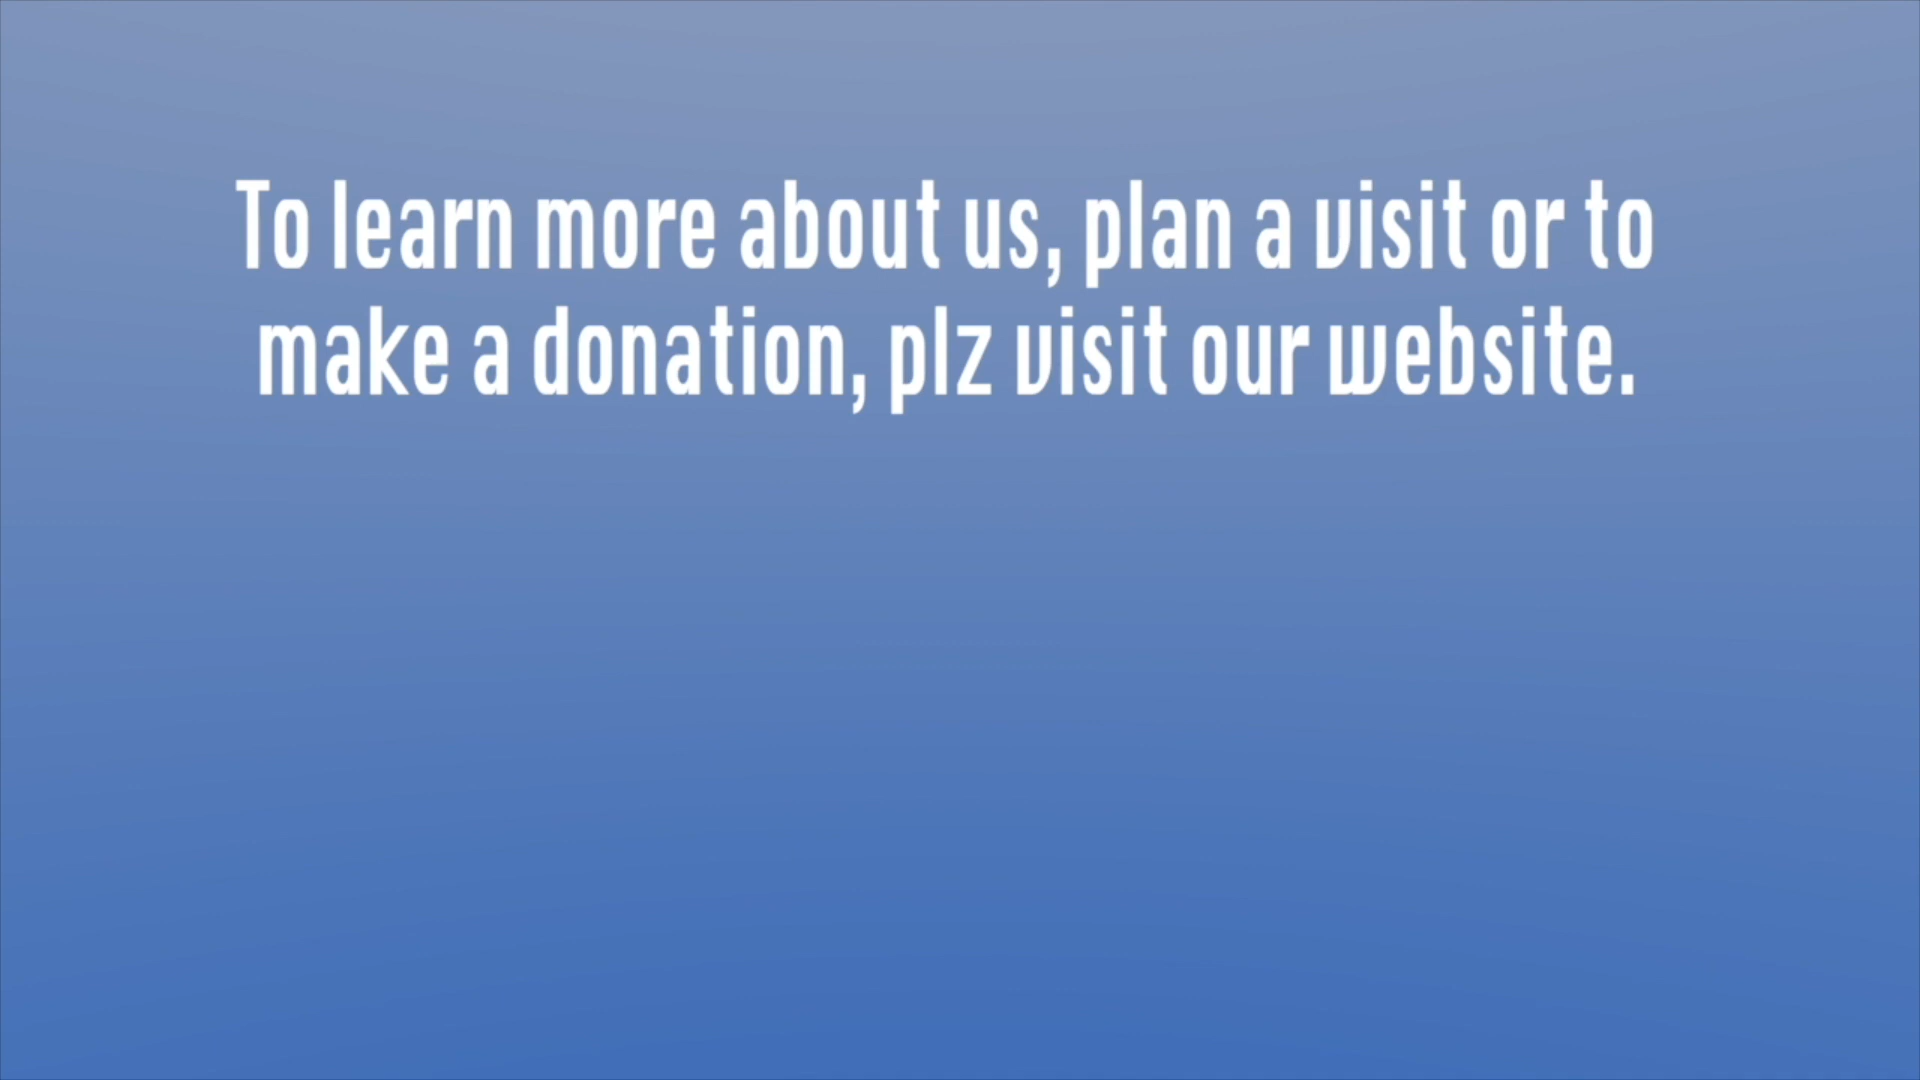 To learn more about us, plan a visit or to
make a donation, plz visit our website.